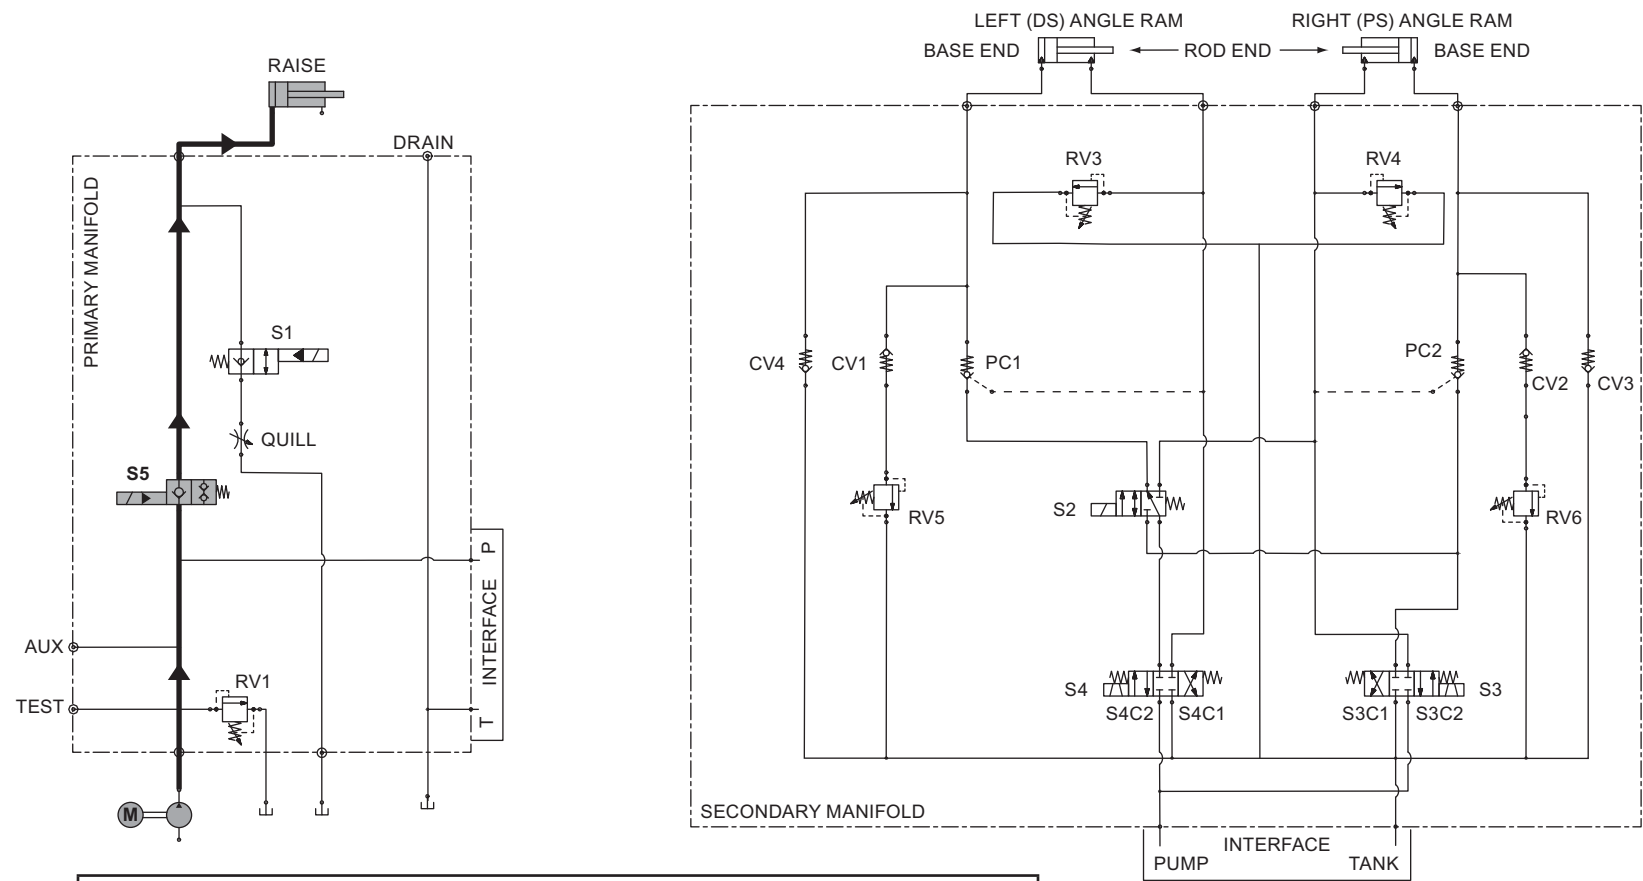 LEFT (DS) ANGLE RAM
RIGHT (PS) ANGLE RAM
BASE END
ROD END
BASE END
RAISE
DRAIN
PRIMARY MANIFOLD
S1
QUILL
S5
P
INTERFACE
T
AUX
TEST
RV1
M
RV3
RV4
CV4
CV1
PC1
PC2
CV2
CV3
S2
RV5
RV6
S4
S4C2
S4C1
S3C1
S3C2
S3
SECONDARY MANIFOLD
INTERFACE
PUMP
TANK